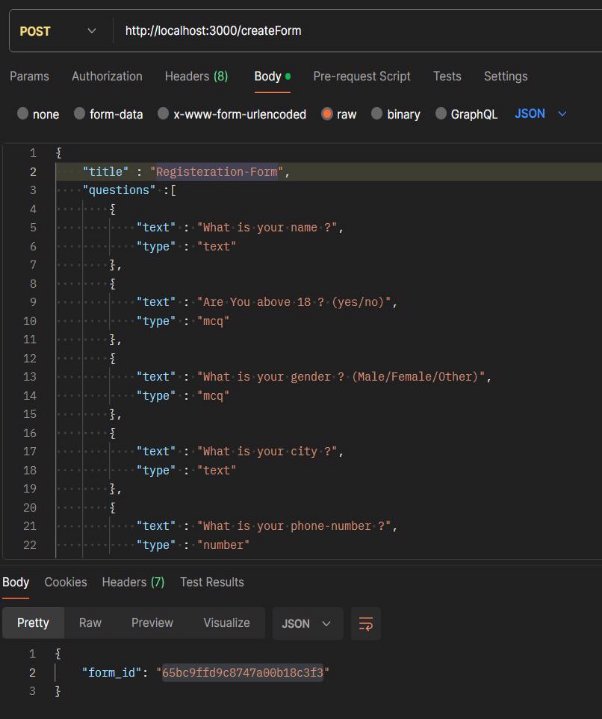 POST http://localhost:3000/createForm
Params Authorization Headers (8) Body Pre-request Script Tests Settings
none form-data x-www-form-urlencoded raw binary GraphQL JSON
1 {
2 "title" : "Registeration-Form",
3 "questions" :[
4 {
5 "text" : "What is your name ?",
6 "type" : "text"
7 },
8 {
9 "text" : "Are You above 18 ? (yes/no)",
10 "type" : "mcq"
11 },
12 {
13 "text" : "What is your gender ? (Male/Female/Other)",
14 "type" : "mcq"
15 },
16 {
17 "text" : "What is your city ?",
18 "type" : "text"
19 },
20 {
21 "text" : "What is your phone-number ?",
22 "type" : "number"
Body Cookies Headers (7) Test Results
Pretty Raw Preview Visualize JSON
1 {
2 "form_id": "65bc9ffd9c8747a00b18c3f3"
3 }